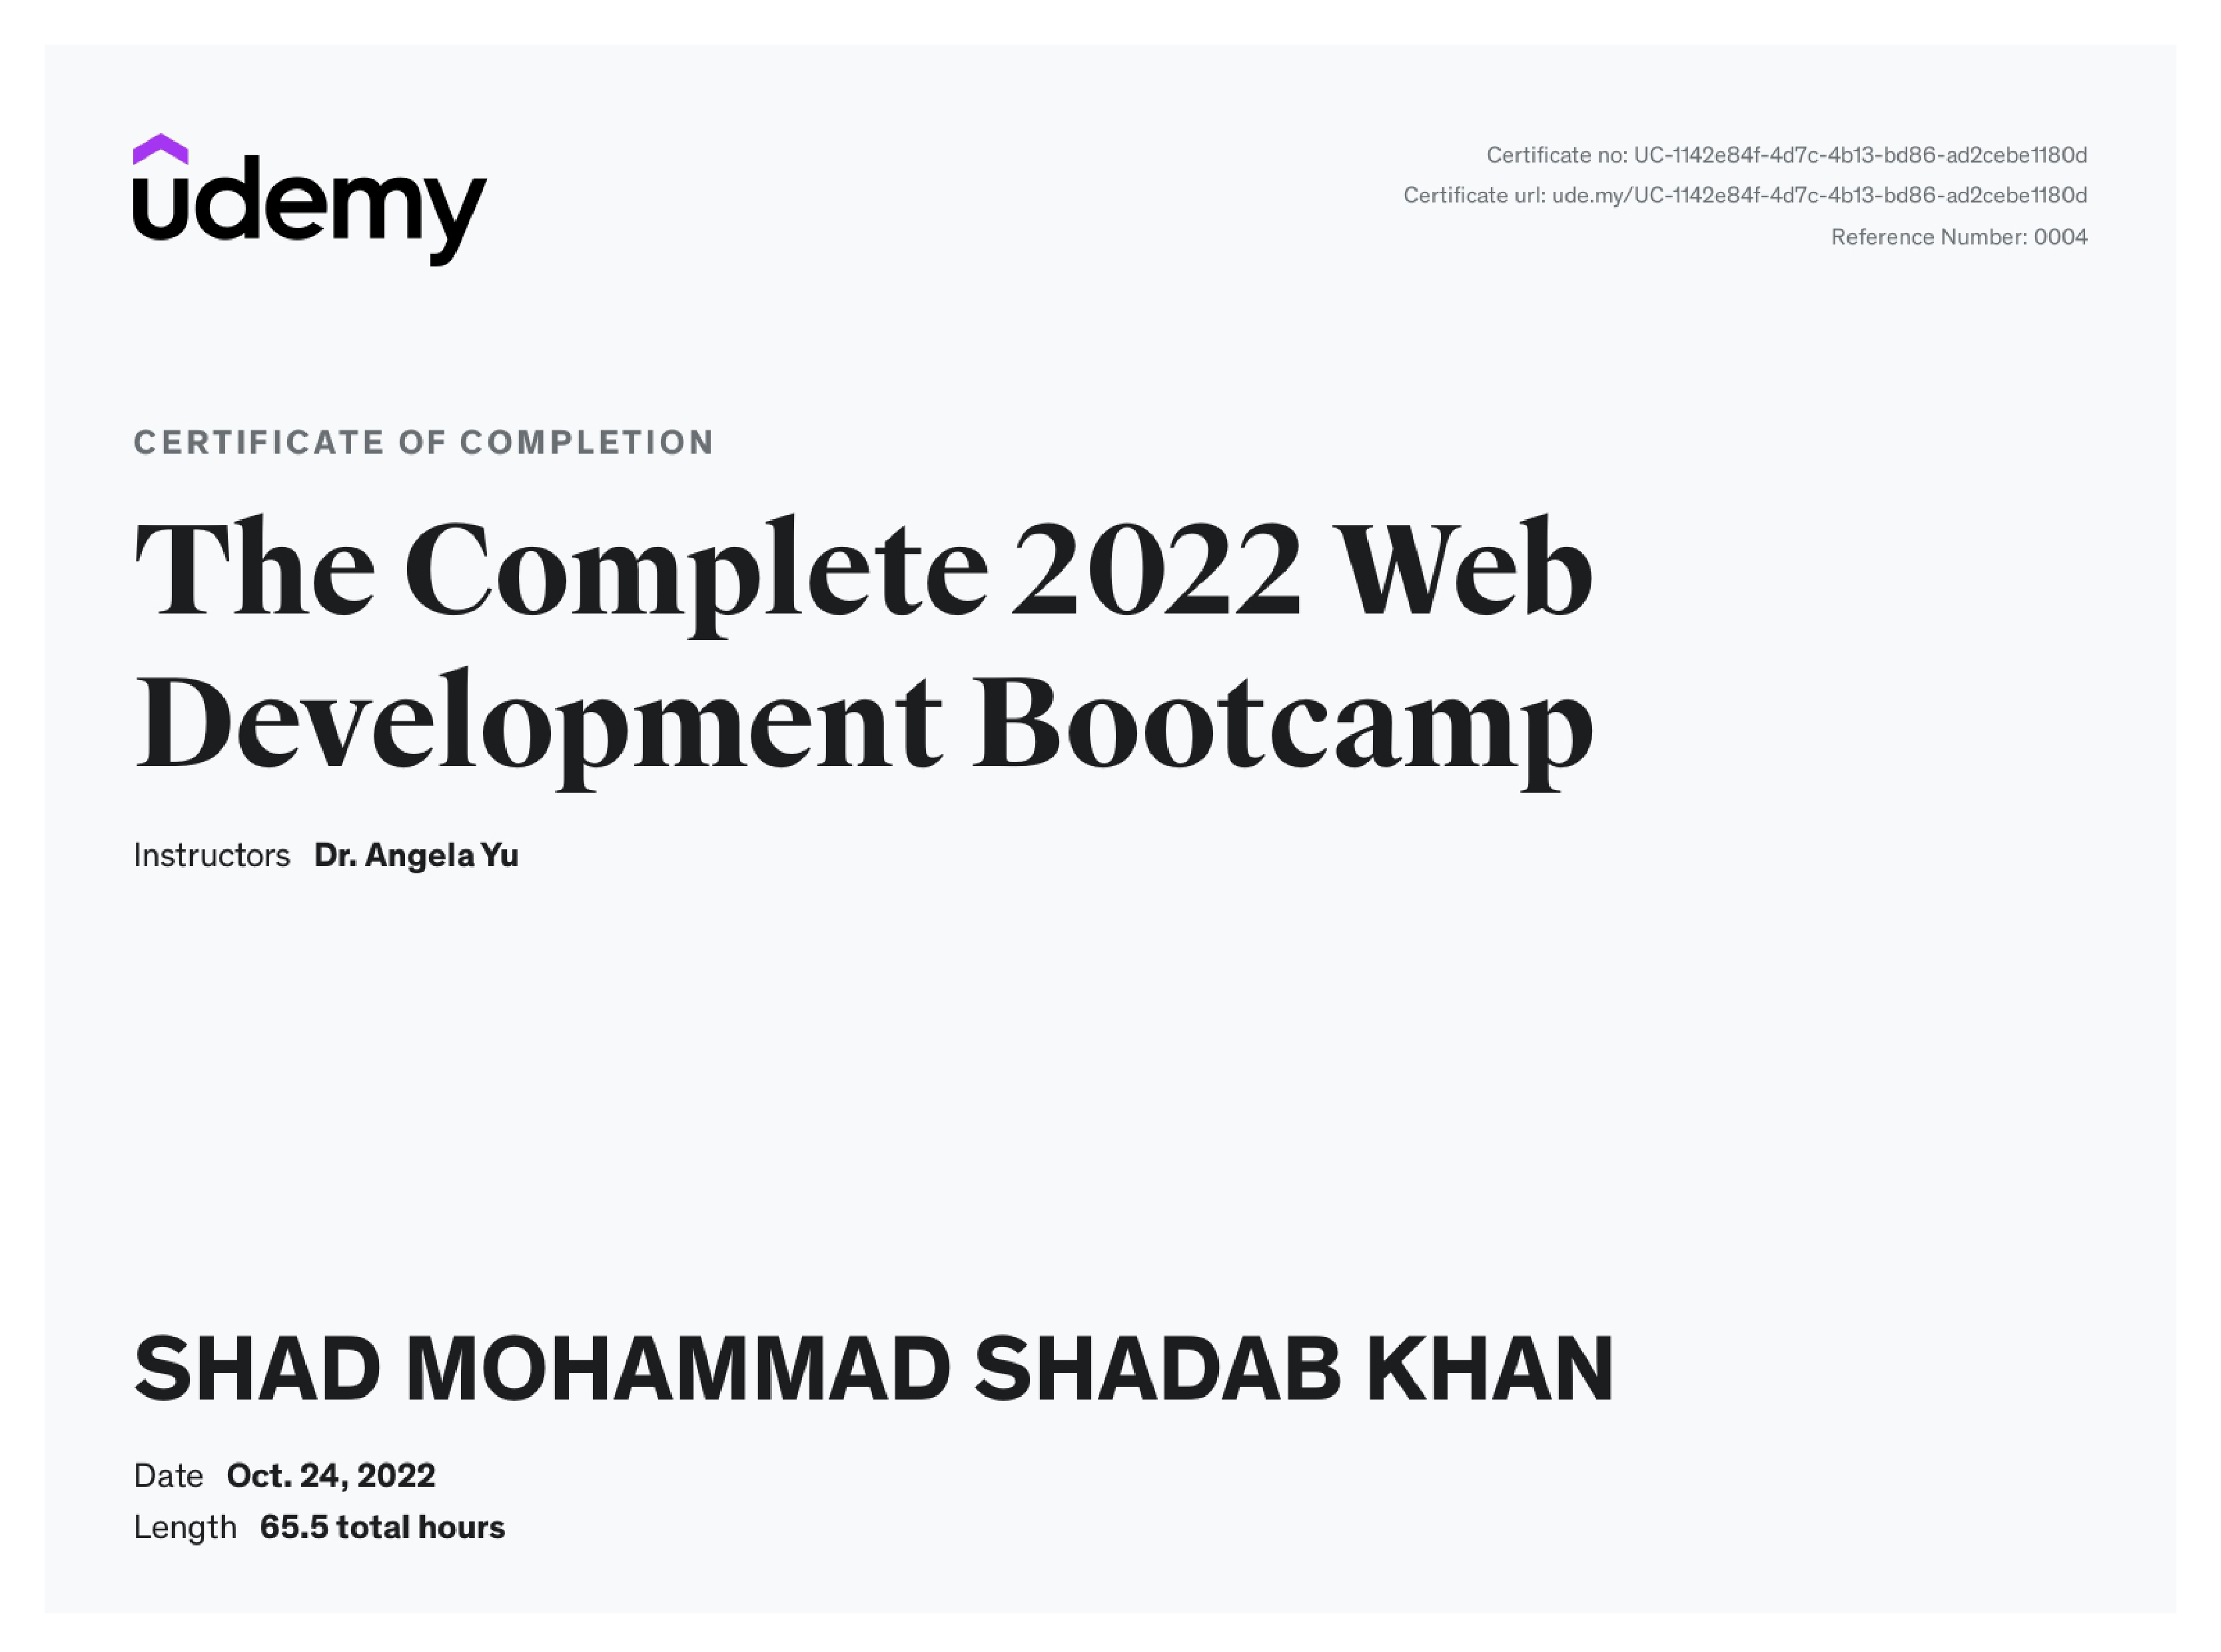 udemy
Certificate no: UC-1142e84f-4d7c-4b13-bd86-ad2cebe1180d
Certificate url: ude.my/UC-1142e84f-4d7c-4b13-bd86-ad2cebe1180d
Reference Number: 0004
CERTIFICATE OF COMPLETION
The Complete 2022 Web
Development Bootcamp
Instructors Dr. Angela Yu
SHAD MOHAMMAD SHADAB KHAN
Date Oct. 24, 2022
Length 65.5 total hours